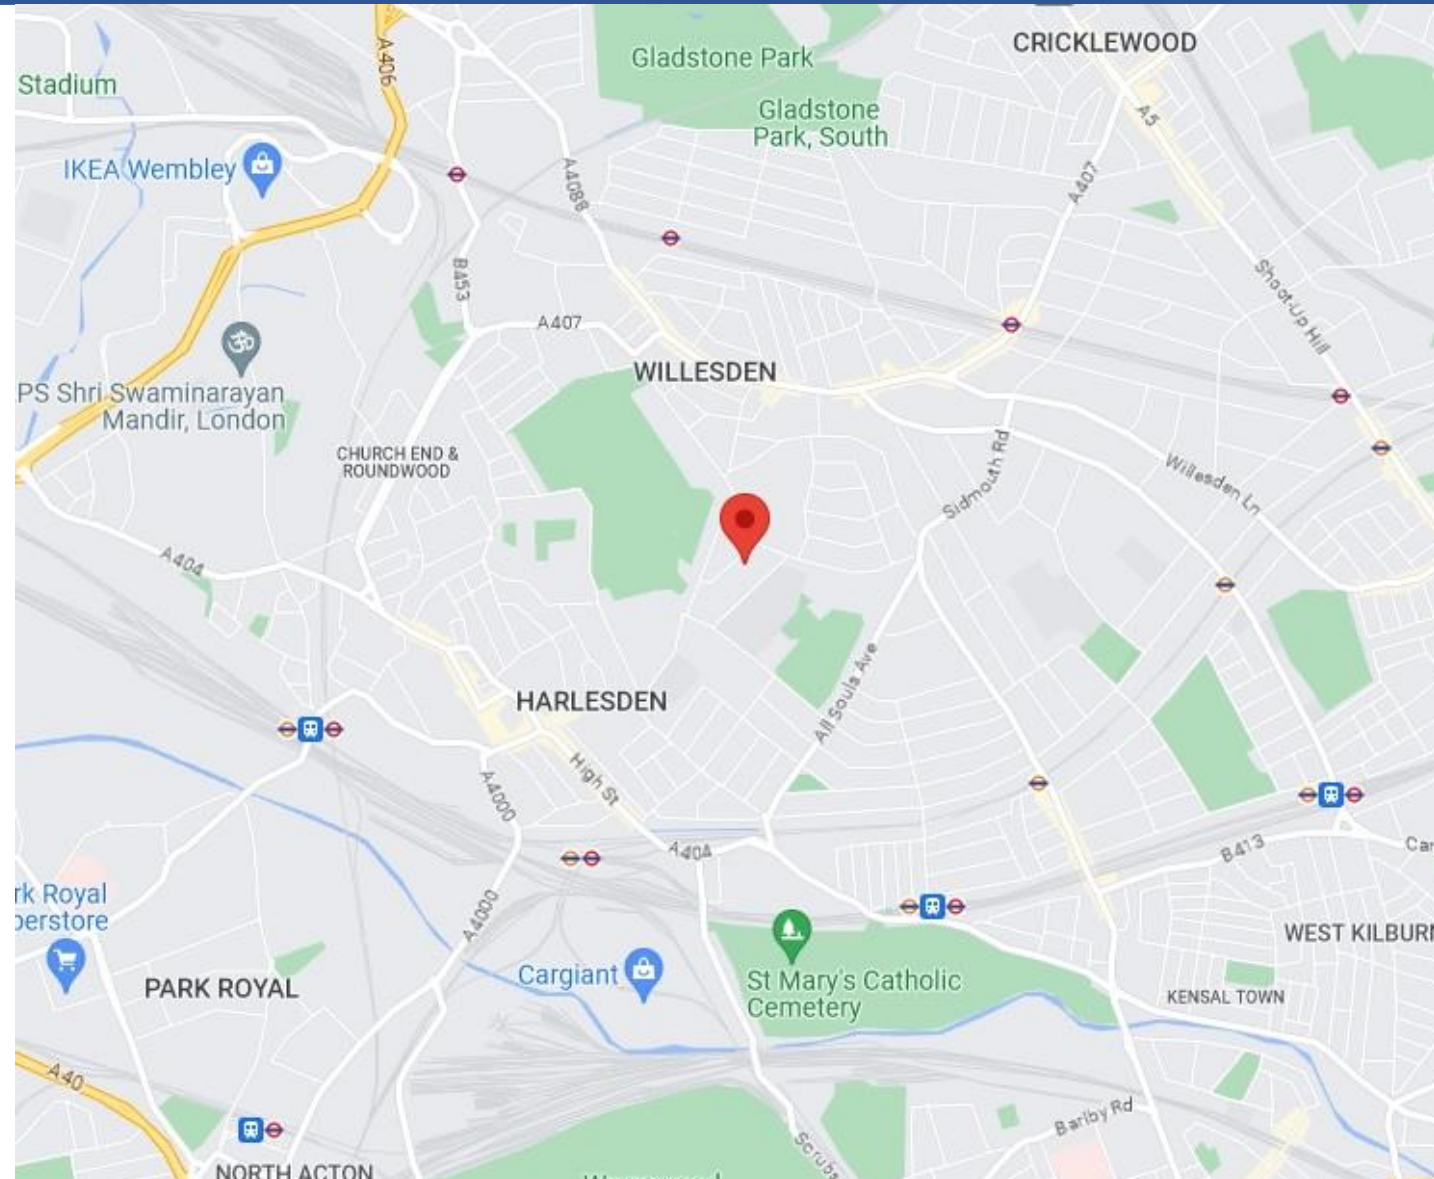 CRICKLEWOOD
Gladstone Park
A406
Stadium
Gladstone
Park, South
A5
IKEA Wembley
A4088
A407
B453
Shoot-Up Hill
A407
WILLESDEN
PS Shri Swaminarayan
Mandir, London
CHURCH END &
ROUNDWOOD
Sidmouth Rd
Willesden Ln
A404
All Souls Ave
HARLESDEN
High St
A4000
A404
B413
Car
rk Royal
perstore
A4000
WEST KILBURN
Cargiant
St Mary's Catholic
Cemetery
PARK ROYAL
KENSAL TOWN
A40
Barlby Rd
Scrubs
NORTH ACTON